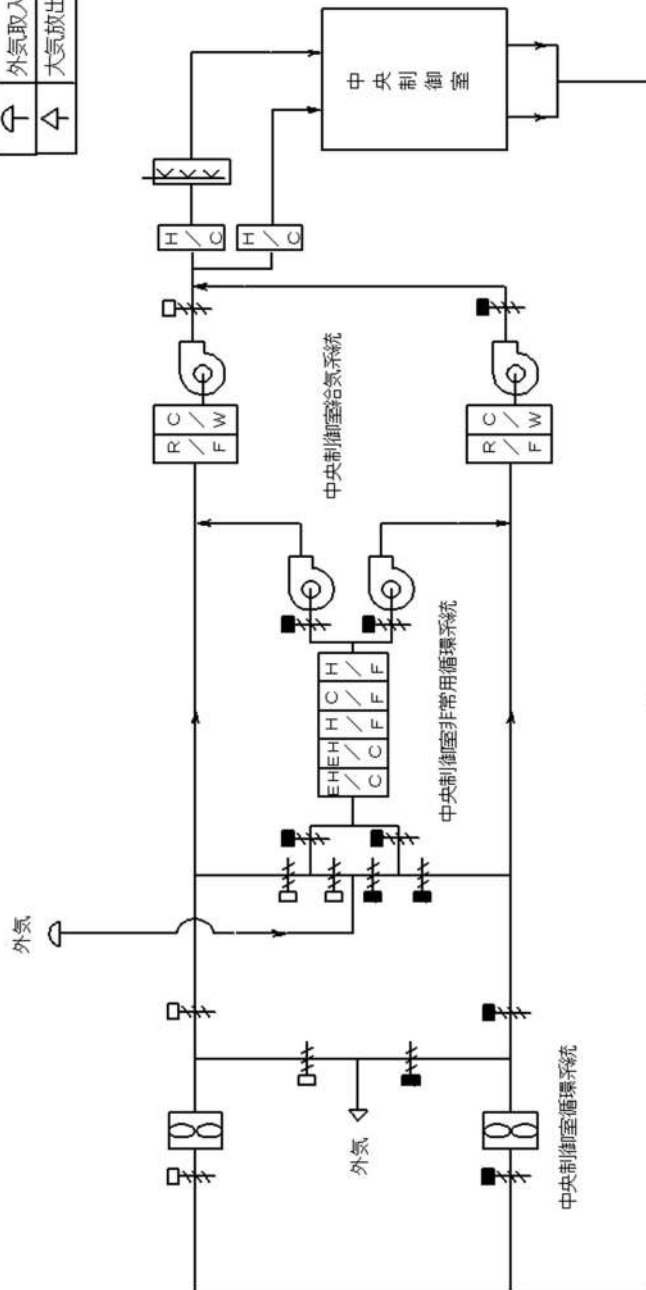 外気取入
大気放出
中央制御室
H/C
H/C
R/F
C/W
中央制御室給気系統
R/F
C/W
EH/C
EH/C
H/F
C/F
H/F
中央制御室非常用循環系統
外気
外気
中央制御室循環系統